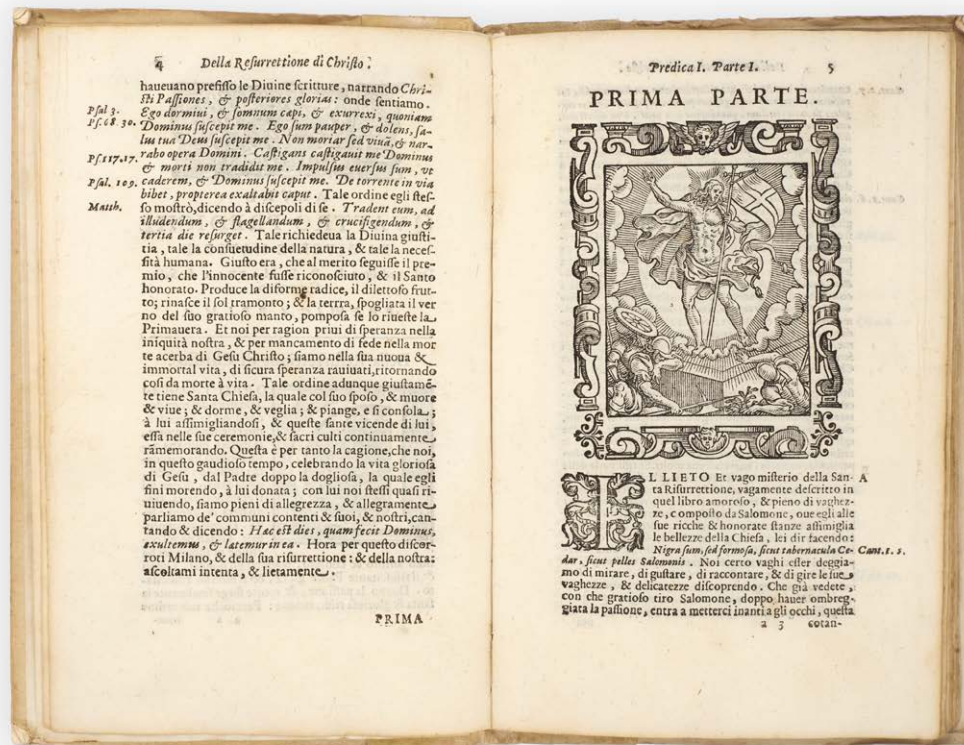 4 Della Reſurrettione di Chriſto.
haueuano prefiſſo le Diuine ſcritture, narrando Chri-
ſti Paſſiones, & poſteriores glorias: onde ſentiamo.
Pſal 3. Ego dormiui, & ſomnum capi, & exurrexi, quoniam
Pſ. 68. 30. Dominus ſuſcepit me. Ego ſum pauper, & dolens, ſa-
lus tua Deus ſuſcepit me. Non moriar ſed viuã, & nar-
Pſ. 117. 17. rabo opera Domini. Caſtigans caſtigauit me Dominus
& morti non tradidit me. Impulſus euerſus ſum, vt
Pſal. 109. caderem, & Dominus ſuſcepit me. De torrente in via
bibet, propterea exaltabit caput. Tale ordine egli ſteſ-
Matth. ſo moſtrò, dicendo à diſcepoli di ſe. Tradent eum, ad
illudendum, & flagellandum, & crucifigendum, &
tertia die reſurget. Tale richiedeua la Diuina giuſti-
tia, tale la conſuetudine della natura, & tale la neceſ-
ſità humana. Giuſto era, che al merito ſeguiſſe il pre-
mio, che l'innocente fuſſe riconoſciuto, & il Santo
honorato. Produce la diforme radice, il dilettoſo frut-
to; rinaſce il ſol tramonto; & la terrra, ſpogliata il ver
no del ſuo gratioſo manto, pompoſa ſe lo riueſte la
Primauera. Et noi per ragion priui di ſperanza nella
iniquità noſtra, & per mancamento di fede nella mor
te acerba di Geſu Chriſto; ſiamo nella ſua nuoua &
immortal vita, di ſicura ſperanza rauiuati, ritornando
coſi da morte à vita. Tale ordine adunque giuſtamẽ-
te tiene Santa Chieſa, la quale col ſuo ſpoſo, & muore
& viue; & dorme, & veglia; & piange, e ſi conſola;
à lui aſſimigliandoſi, & queſte ſante vicende di lui,
eſſa nelle ſue ceremonie, & ſacri culti continuamente
rãmemorando. Queſta è per tanto la cagione, che noi,
in queſto gaudioſo tempo, celebrando la vita glorioſa
di Geſu, dal Padre doppo la doglioſa, la quale egli
finì morendo, à lui donata; con lui noi ſteſſi quaſi ri-
uiuendo, ſiamo pieni di allegrezza, & allegramente
parliamo de' communi contenti & ſuoi, & noſtri, can-
tando & dicendo: Hac eſt dies, quam fecit Dominus,
exultemus, & latemur in ea. Hora per queſto diſcor-
roti Milano, & della ſua riſurettione: & della noſtra:
aſcoltami intenta, & lietamente.
PRIMA
Predica I. Parte I. 5
PRIMA PARTE.
IL LIETO Et vago miſterio della San- A
ta Riſurrettione, vagamente deſcritto in
quel libro amoroſo, & pieno di vaghez-
ze, compoſto da Salomone, oue egli alle
ſue ricche & honorate ſtanze aſſimiglia
le bellezze della Chieſa, lei dir facendo:
Nigra ſum, ſed formoſa, ſicut tabernacula Ce- Cant. 1. 5.
dar, ſicut pelles Salomonis. Noi certo vaghi eſſer deggia-
mo di mirare, di guſtare, di raccontare, & di gire le ſue
vaghezze, & delicatezze diſcoprendo. Che già vedete,
con che gratioſo tiro Salomone, doppo hauer ombreg-
giata la paſſione, entra a metterci inanti a gli occhi, queſta
a 3 cotan-